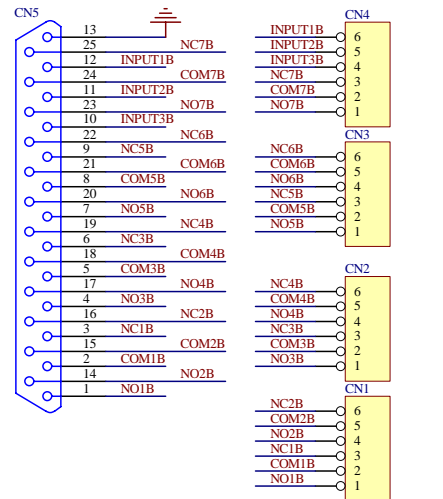 CN5
13
25 NC7B
12 INPUT1B
24 COM7B
11 INPUT2B
23 NO7B
10 INPUT3B
22 NC6B
9 NC5B
21 COM6B
8 COM5B
20 NO6B
7 NO5B
19 NC4B
6 NC3B
18 COM4B
5 COM3B
17 NO4B
4 NO3B
16 NC2B
3 NC1B
15 COM2B
2 COM1B
14 NO2B
1 NO1B
CN4
INPUT1B 6
INPUT2B 5
INPUT3B 4
NC7B 3
COM7B 2
NO7B 1
CN3
NC6B 6
COM6B 5
NO6B 4
NC5B 3
COM5B 2
NO5B 1
CN2
NC4B 6
COM4B 5
NO4B 4
NC3B 3
COM3B 2
NO3B 1
CN1
NC2B 6
COM2B 5
NO2B 4
NC1B 3
COM1B 2
NO1B 1